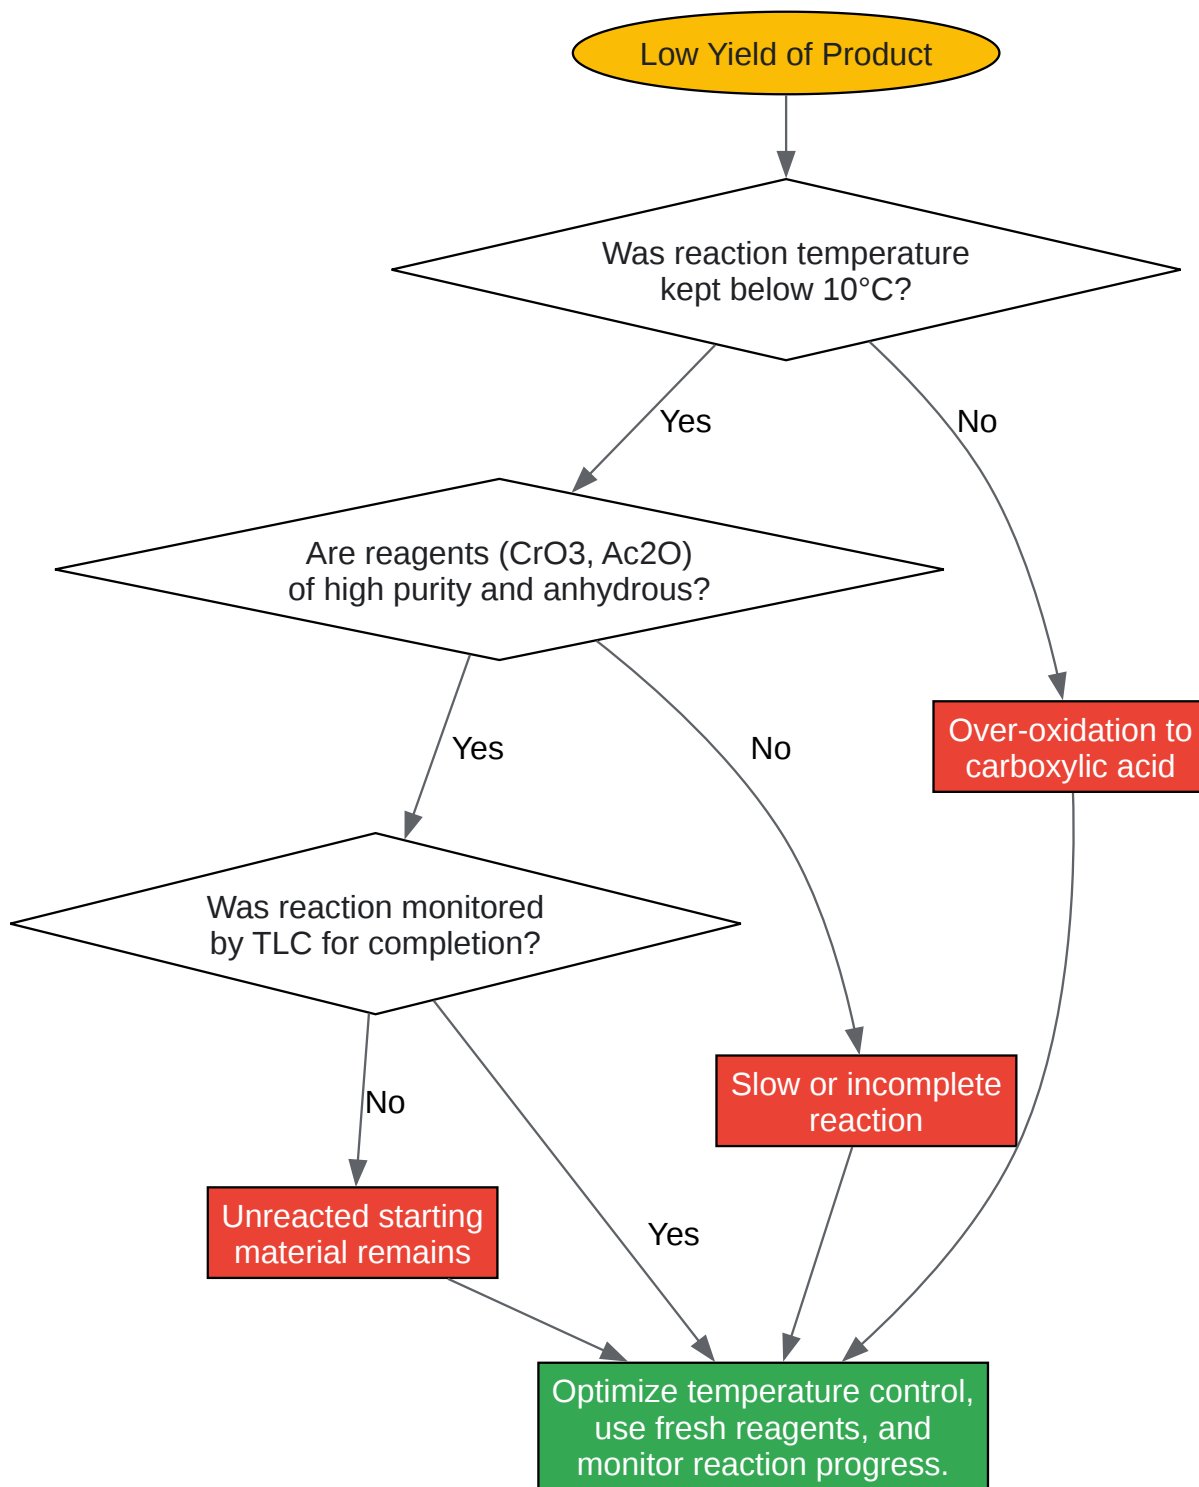 Low Yield of Product
Was reaction temperature
kept below 10°C?
Yes
No
Are reagents (CrO3, Ac2O)
of high purity and anhydrous?
Yes
No
Over-oxidation to
carboxylic acid
Was reaction monitored
by TLC for completion?
No
Yes
Slow or incomplete
reaction
Unreacted starting
material remains
Optimize temperature control,
use fresh reagents, and
monitor reaction progress.